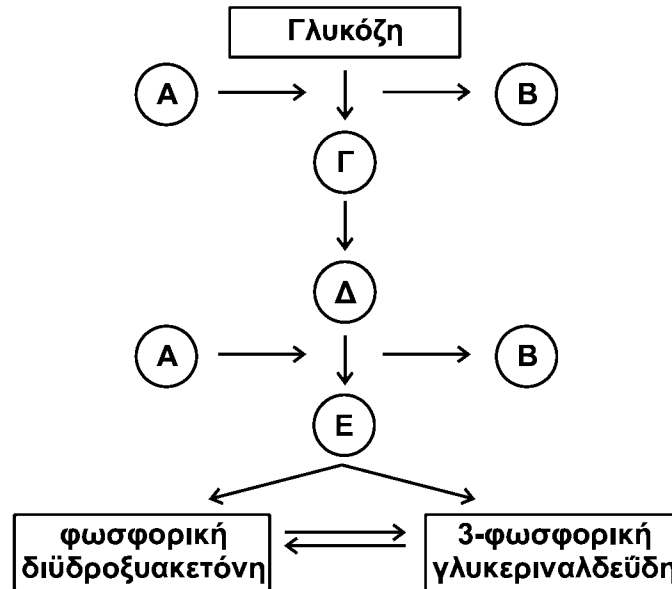 Γλυκόζη
Α
Β
Γ
Δ
Α
Β
Ε
φωσφορική
διϋδροξυακετόνη
3-φωσφορική
γλυκεριναλδεΰδη